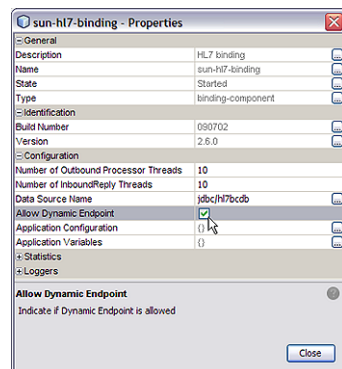 sun-hl7-binding - Properties
General
Description HL7 binding ...
Name sun-hl7-binding ...
State Started ...
Type binding-component ...
Identification
Build Number 090702 ...
Version 2.6.0 ...
Configuration
Number of Outbound Processor Threads 10
Number of InboundReply Threads 10
Data Source Name jdbc/hl7bcdb ...
Allow Dynamic Endpoint
Application Configuration {} ...
Application Variables {} ...
Statistics
Loggers
Allow Dynamic Endpoint ?
Indicate if Dynamic Endpoint is allowed
Close